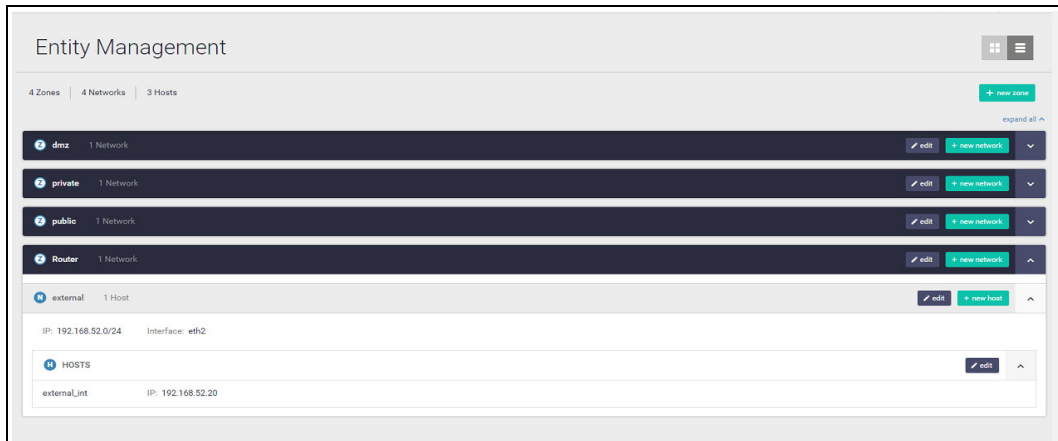 Entity Management
4 Zones 4 Networks 3 Hosts + new zone
expand all
Z dmz 1 Network edit + new network
Z private 1 Network edit + new network
Z public 1 Network edit + new network
Z Router 1 Network edit + new network
N external 1 Host edit + new host
IP: 192.168.52.0/24 Interface: eth2
H HOSTS edit
external_int IP: 192.168.52.20